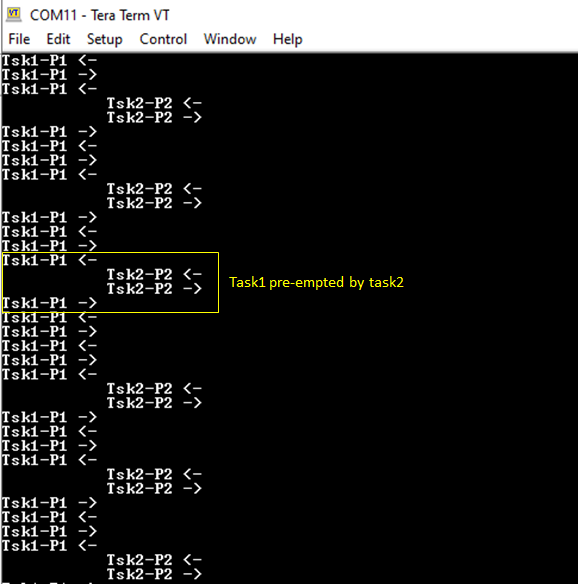 VT COM11 - Tera Term VT
File Edit Setup Control Window Help
Tsk1-P1 <-
Tsk1-P1 ->
Tsk1-P1 <-
Tsk2-P2 <-
Tsk2-P2 ->
Tsk1-P1 ->
Tsk1-P1 <-
Tsk1-P1 ->
Tsk1-P1 <-
Tsk2-P2 <-
Tsk2-P2 ->
Tsk1-P1 ->
Tsk1-P1 <-
Tsk1-P1 ->
Tsk1-P1 <-
Tsk2-P2 <-
Tsk2-P2 -> Task1 pre-empted by task2
Tsk1-P1 ->
Tsk1-P1 <-
Tsk1-P1 ->
Tsk1-P1 <-
Tsk1-P1 ->
Tsk1-P1 <-
Tsk2-P2 <-
Tsk2-P2 ->
Tsk1-P1 ->
Tsk1-P1 <-
Tsk1-P1 ->
Tsk1-P1 <-
Tsk2-P2 <-
Tsk2-P2 ->
Tsk1-P1 ->
Tsk1-P1 <-
Tsk1-P1 ->
Tsk1-P1 <-
Tsk2-P2 <-
Tsk2-P2 ->